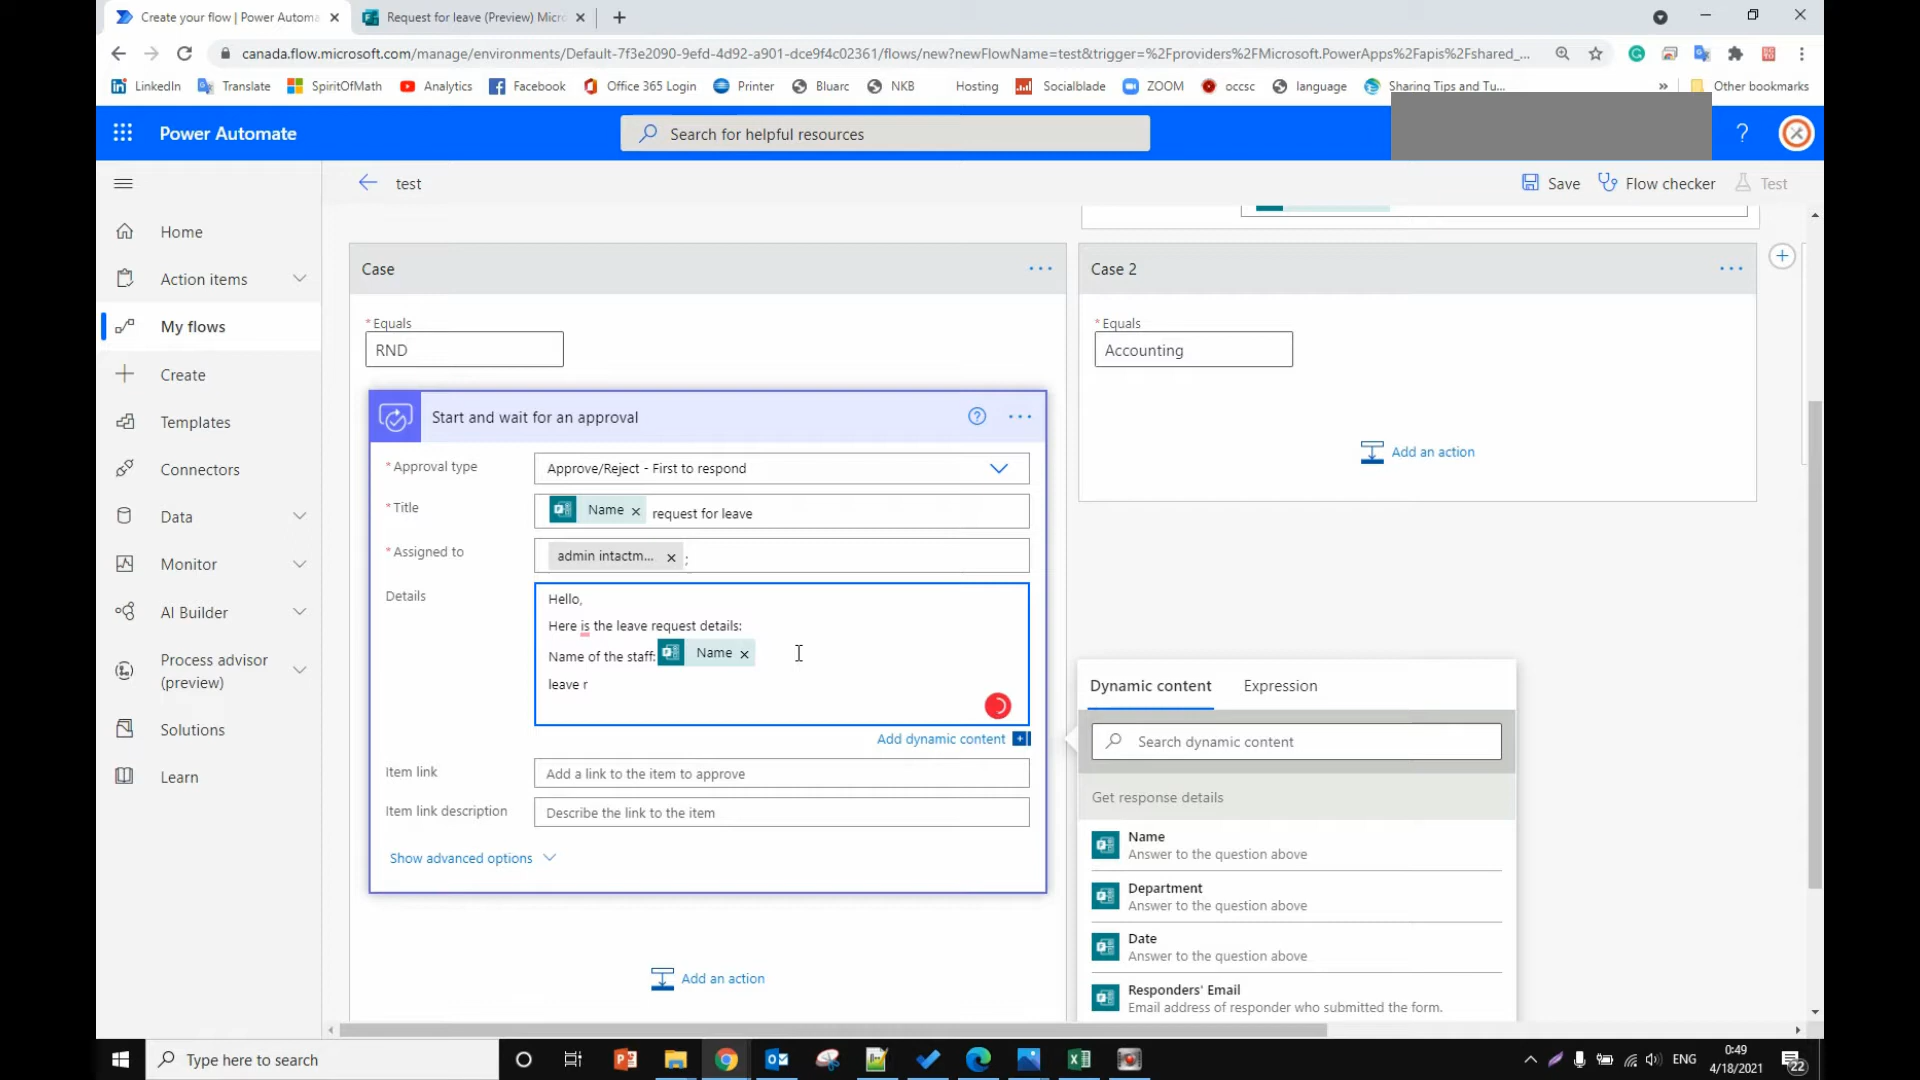 Create your flow | Power Automa
Request for leave (Preview) Micr
canada.flow.microsoft.com/manage/environments/Default-7f3e2090-9efd-4d92-a901-dce9f4c02361/flows/new?newFlowName=test&trigger=%2Fproviders%2FMicrosoft.PowerApps%2Fapis%2Fshared_...
LinkedIn Translate SpiritOfMath Analytics Facebook Office 365 Login Printer Bluarc NKB Hosting Socialblade ZOOM occsc language Sharing Tips and Tu... » Other bookmarks
Power Automate
Search for helpful resources
?
test
Save
Flow checker
Test
Home
Action items
My flows
Create
Templates
Connectors
Data
Monitor
AI Builder
Process advisor
(preview)
Solutions
Learn
Case
...
* Equals
RND
Start and wait for an approval
...
* Approval type
Approve/Reject - First to respond
* Title
Name × request for leave
* Assigned to
admin intactm... × ;
Details
Hello,
Here is the leave request details:
Name of the staff: Name ×
leave r
Add dynamic content
Item link
Add a link to the item to approve
Item link description
Describe the link to the item
Show advanced options
Add an action
Case 2
...
* Equals
Accounting
Add an action
Dynamic content
Expression
Search dynamic content
Get response details
Name
Answer to the question above
Department
Answer to the question above
Date
Answer to the question above
Responders' Email
Email address of responder who submitted the form.
Type here to search
ENG
0:49
4/18/2021
22